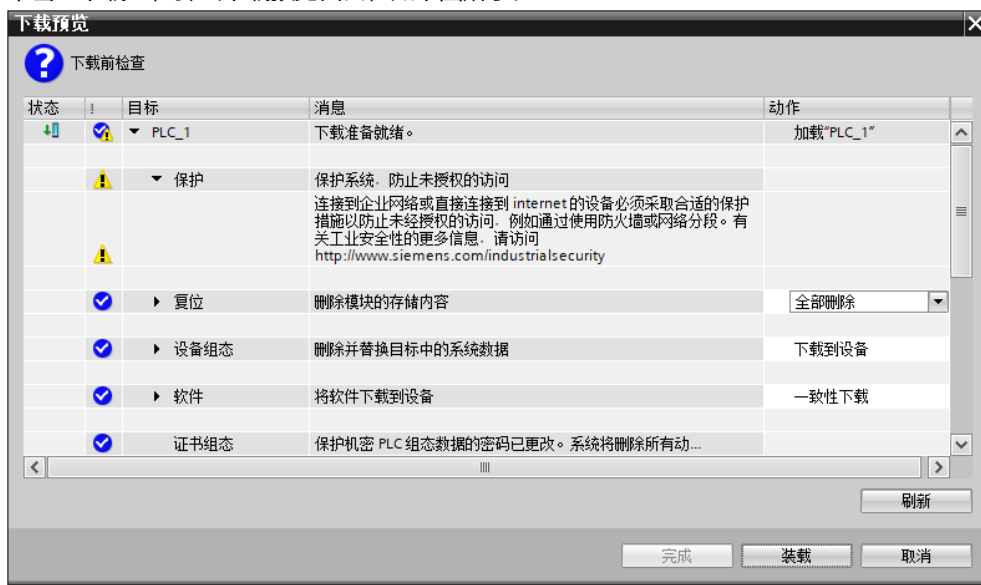 下载预览
下载前检查
状态 ! 目标 消息 动作
PLC_1 下载准备就绪。 加载"PLC_1"
保护 保护系统，防止未授权的访问
连接到企业网络或直接连接到 internet 的设备必须采取合适的保护
措施以防止未经授权的访问，例如通过使用防火墙或网络分段。有
关工业安全性的更多信息，请访问
http://www.siemens.com/industrialsecurity
复位 删除模块的存储内容 全部删除
设备组态 删除并替换目标中的系统数据 下载到设备
软件 将软件下载到设备 一致性下载
证书组态 保护机密 PLC 组态数据的密码已更改。系统将删除所有动...
刷新
完成 装载 取消